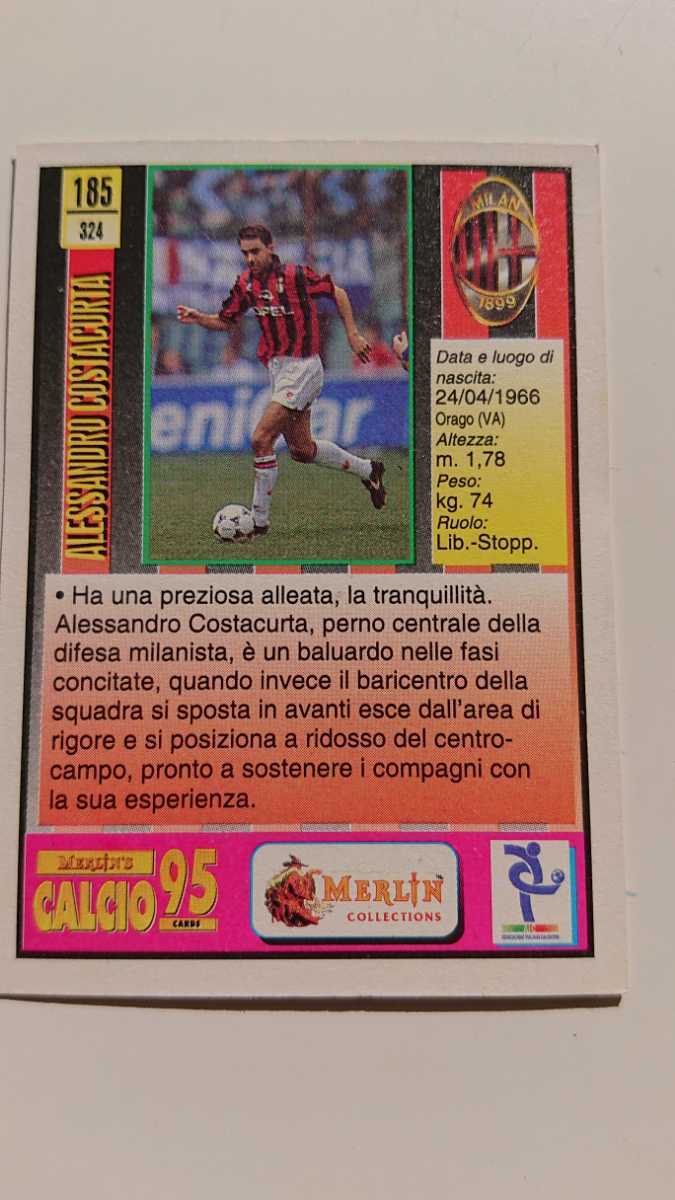 185
324
ALESSANDRO COSTACURTA
OPEL
MILAN
1899
Data e luogo di
nascita:
24/04/1966
Orago (VA)
Altezza:
m. 1,78
Peso:
kg. 74
Ruolo:
Lib.-Stopp.
• Ha una preziosa alleata, la tranquillità.
Alessandro Costacurta, perno centrale della
difesa milanista, è un baluardo nelle fasi
concitate, quando invece il baricentro della
squadra si sposta in avanti esce dall'area di
rigore e si posiziona a ridosso del centro-
campo, pronto a sostenere i compagni con
la sua esperienza.
MERLIN'S
CALCIO 95
CARDS
MERLIN
COLLECTIONS